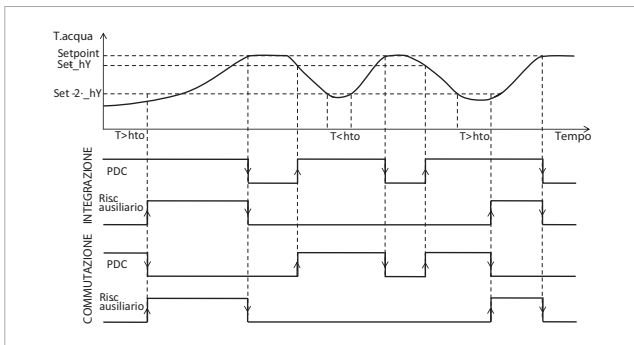 T.acqua
Setpoint
Set_hY
Set -2·_hY
T>hto
T<hto
T>hto
Tempo
INTEGRAZIONE
PDC
Risc
ausiliario
COMMUTAZIONE
PDC
Risc
ausiliario